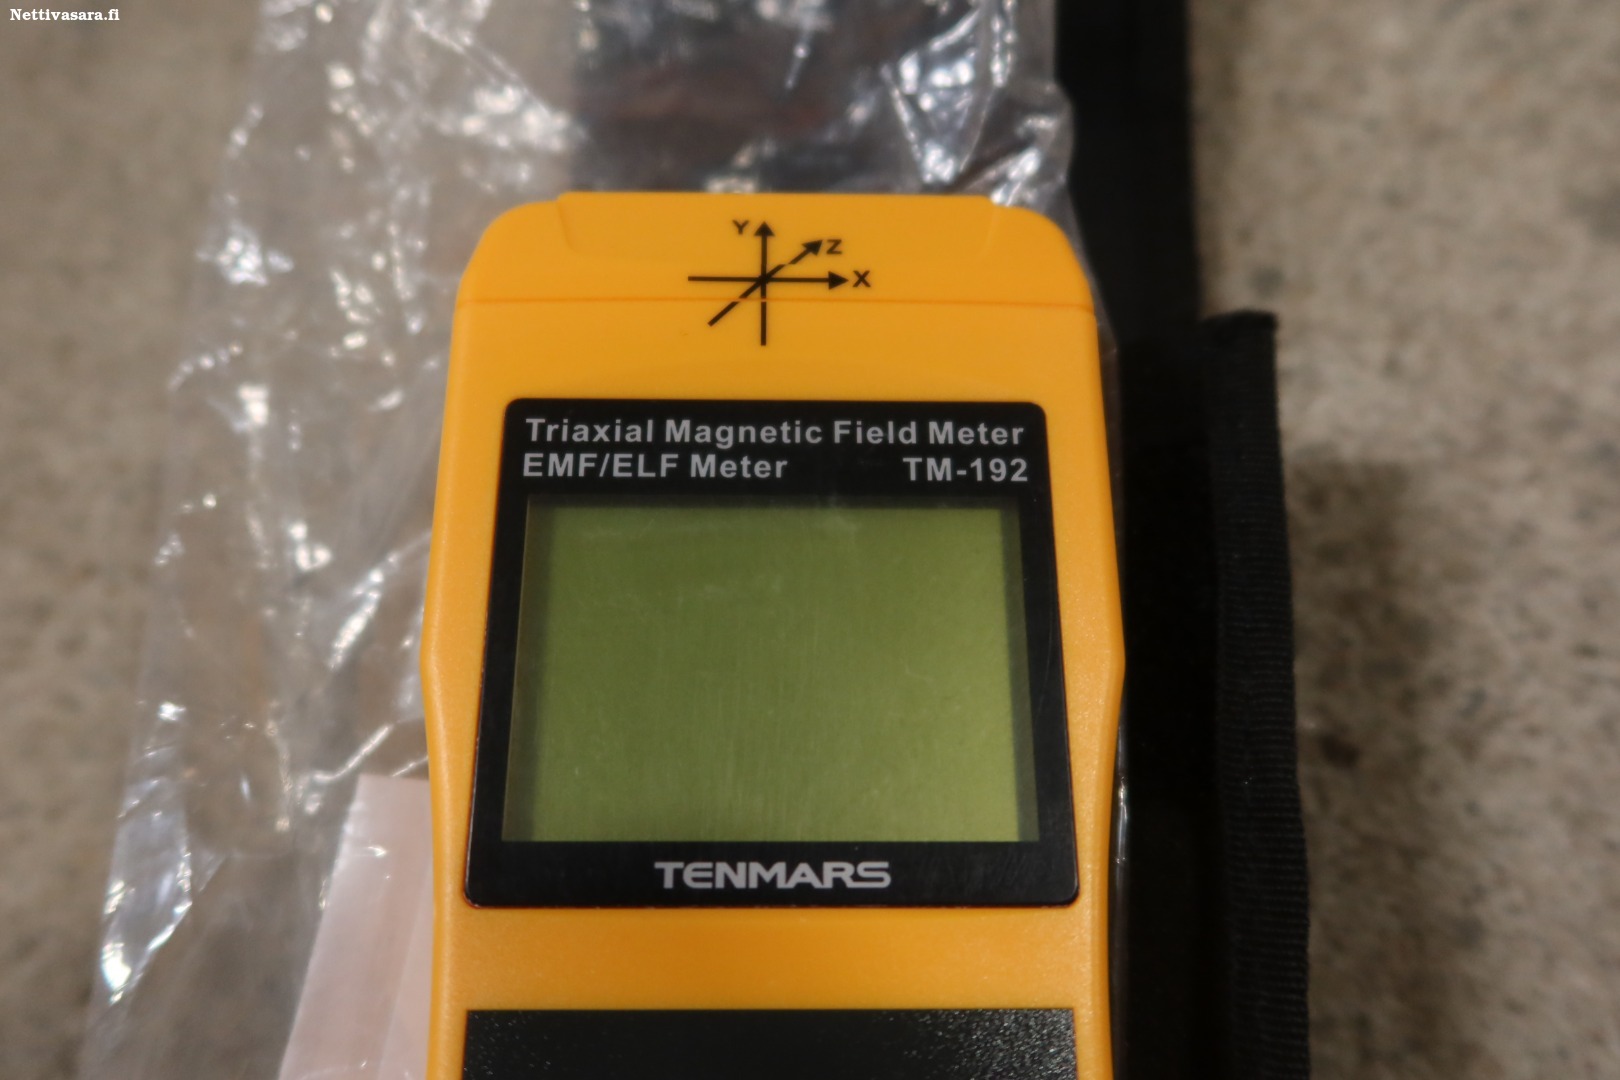 Nettivasara.fi
Y
Z
X
Triaxial Magnetic Field Meter
EMF/ELF Meter TM-192
TENMARS